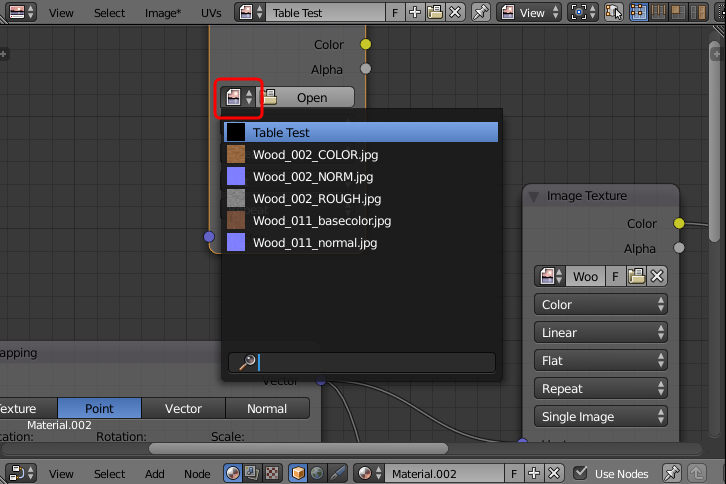 View Select Image* UVs Table Test F View
Color
Alpha
Open
Table Test
Wood_002_COLOR.jpg
Wood_002_NORM.jpg
Wood_002_ROUGH.jpg
Wood_011_basecolor.jpg
Wood_011_normal.jpg
Image Texture
Color
Alpha
Woo F
Color
Linear
Flat
Repeat
Single Image
apping
Vector
exture Point Vector Normal
Material.002
cation: Rotation: Scale:
View Select Add Node Material.002 F Use Nodes